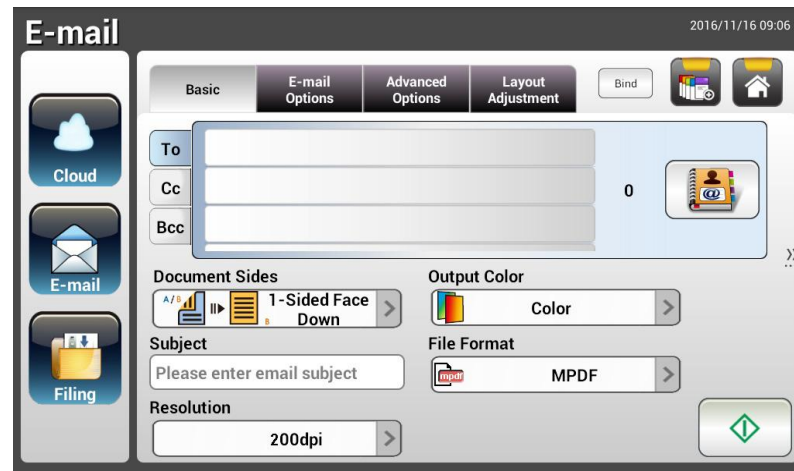 E-mail
2016/11/16 09:06
Basic
E-mail
Options
Advanced
Options
Layout
Adjustment
Bind
Cloud
E-mail
Filing
To
Cc
Bcc
0
@
Document Sides
A/B
B
1-Sided Face
Down
Output Color
Color
Subject
Please enter email subject
File Format
mpdf
MPDF
Resolution
200dpi